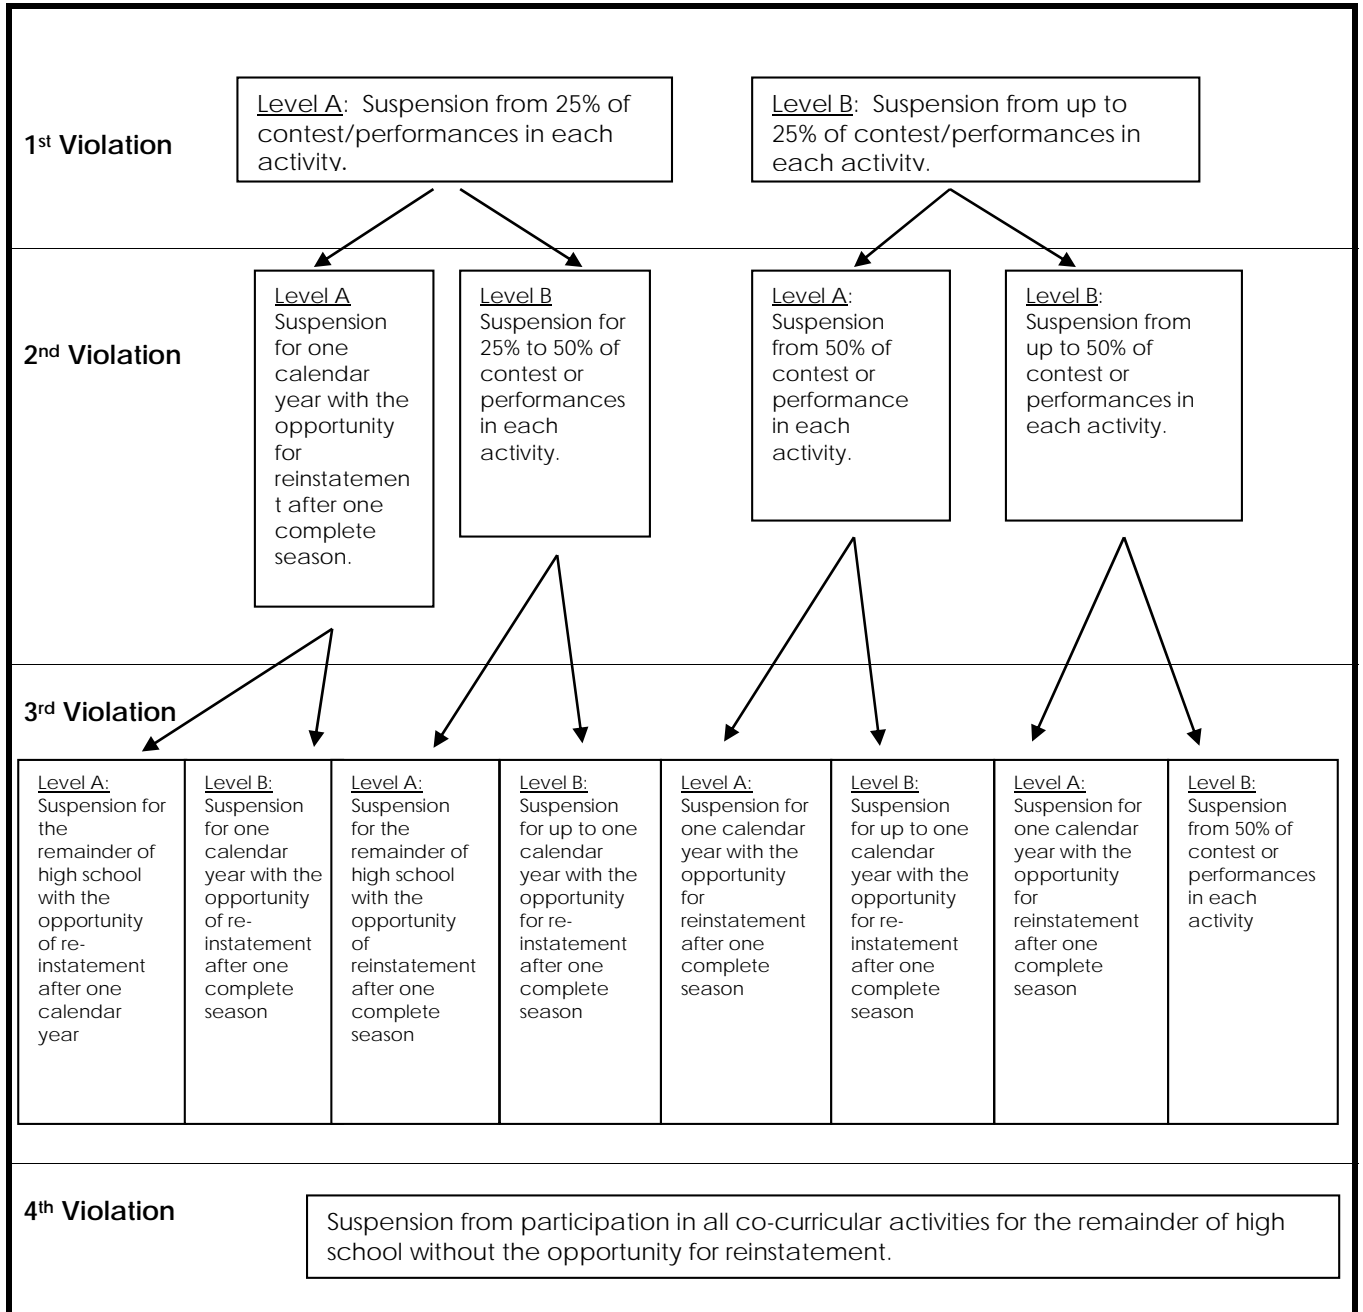 1st Violation
Level A: Suspension from 25% of
contest/performances in each
activity.
Level B: Suspension from up to
25% of contest/performances in
each activity.
2nd Violation
Level A
Suspension
for one
calendar
year with the
opportunity
for
reinstatemen
t after one
complete
season.
Level B
Suspension for
25% to 50% of
contest or
performances
in each
activity.
Level A:
Suspension
from 50% of
contest or
performance
in each
activity.
Level B:
Suspension from
up to 50% of
contest or
performances in
each activity.
3rd Violation
Level A:
Suspension for
the
remainder of
high school
with the
opportunity
of re-
instatement
after one
calendar
year
Level B:
Suspension
for one
calendar
year with the
opportunity
of re-
instatement
after one
complete
season
Level A:
Suspension
for the
remainder of
high school
with the
opportunity
of
reinstatement
after one
complete
season
Level B:
Suspension
for up to one
calendar
year with the
opportunity
for re-
instatement
after one
complete
season
Level A:
Suspension for
one calendar
year with the
opportunity
for
reinstatement
after one
complete
season
Level B:
Suspension
for up to one
calendar
year with the
opportunity
for re-
instatement
after one
complete
season
Level A:
Suspension for
one calendar
year with the
opportunity
for
reinstatement
after one
complete
season
Level B:
Suspension
from 50% of
contest or
performances
in each
activity
4th Violation
Suspension from participation in all co-curricular activities for the remainder of high
school without the opportunity for reinstatement.